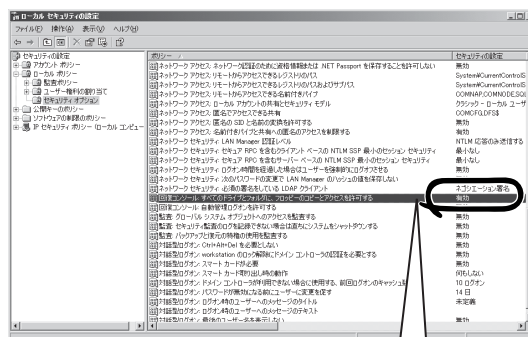 ローカル セキュリティの設定
ファイル(F) 操作(A) 表示(V) ヘルプ(H)
セキュリティの設定
アカウント ポリシー
ローカル ポリシー
監査ポリシー
ユーザー権利の割り当て
セキュリティ オプション
公開キーのポリシー
ソフトウェアの制限のポリシー
IP セキュリティ ポリシー (ローカル コンピュー
ポリシー セキュリティの設定
ネットワーク アクセス: ネットワーク認証のために資格情報または .NET Passport を保存することを許可しない 無効
ネットワーク アクセス: リモートからアクセスできるレジストリのパス System¥CurrentControlS
ネットワーク アクセス: リモートからアクセスできるレジストリのパスおよびサブパス System¥CurrentControlS
ネットワーク アクセス: リモートからアクセスできる名前付きパイプ COMNAP,COMNODE,SQL
ネットワーク アクセス: ローカル アカウントの共有とセキュリティ モデル クラシック - ローカル ユーザ
ネットワーク アクセス: 匿名でアクセスできる共有 COMCFG,DFS$
ネットワーク アクセス: 匿名の SID と名前の変換を許可する 無効
ネットワーク アクセス: 名前付きパイプと共有への匿名のアクセスを制限する 有効
ネットワーク セキュリティ: LAN Manager 認証レベル NTLM 応答のみ送信する
ネットワーク セキュリティ: セキュア RPC を含むクライアント ベースの NTLM SSP 最小のセッション セキュリティ 最小なし
ネットワーク セキュリティ: セキュア RPC を含むサーバー ベースの NTLM SSP 最小のセッション セキュリティ 最小なし
ネットワーク セキュリティ: ログオン時間を経過した場合はユーザーを強制的にログオフさせる 無効
ネットワーク セキュリティ: 次のパスワードの変更で LAN Manager のハッシュの値を保存しない 無効
ネットワーク セキュリティ: 必須の署名をしている LDAP クライアント ネゴシエーション署名
回復コンソール: すべてのドライブとフォルダに、フロッピーのコピーとアクセスを許可する 有効
回復コンソール: 自動管理ログオンを許可する
監査: グローバル システム オブジェクトへのアクセスを監査する 無効
監査: セキュリティ監査のログを記録できない場合は直ちにシステムをシャットダウンする 無効
監査: バックアップと復元の特権の使用を監査する 無効
対話型ログオン: Ctrl+Alt+Del を必要としない 無効
対話型ログオン: workstation のロック解除にドメイン コントローラの認証を必要とする 無効
対話型ログオン: スマート カードが必要 無効
対話型ログオン: スマート カード取り出し時の動作 何もしない
対話型ログオン: ドメイン コントローラが利用できない場合に使用する、前回ログオンのキャッシュ数 10 ログオン
対話型ログオン: パスワードが無効になる前にユーザーに変更を促す 14 日
対話型ログオン: ログオン時のユーザーへのメッセージのタイトル 未定義
対話型ログオン: ログオン時のユーザーへのメッセージのテキスト
対話型ログオン: 最後のユーザー名を表示しない 無効